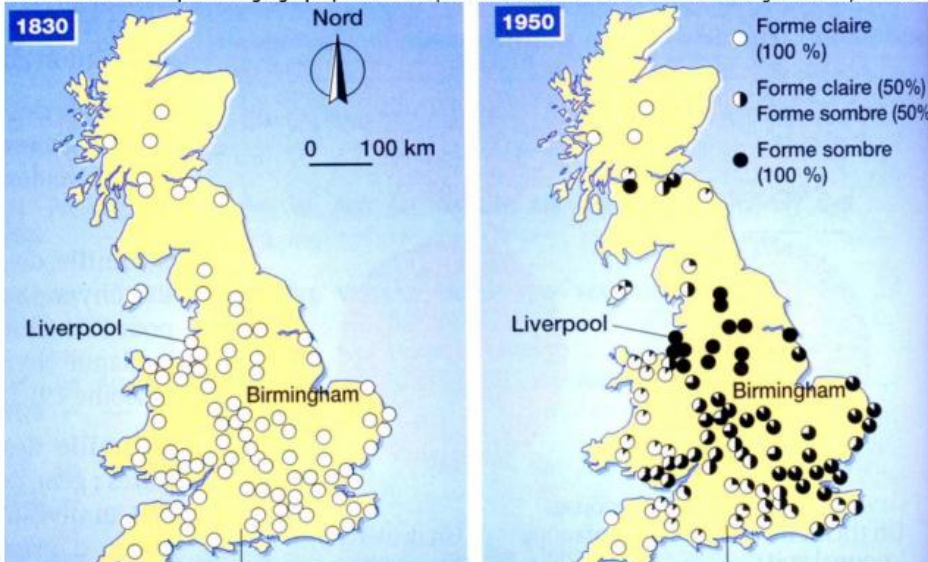 1830
Nord
0 100 km
Liverpool
Birmingham
1950
Forme claire
(100 %)
Forme claire (50%)
Forme sombre (50%
Forme sombre
(100 %)
Liverpool
Birmingham